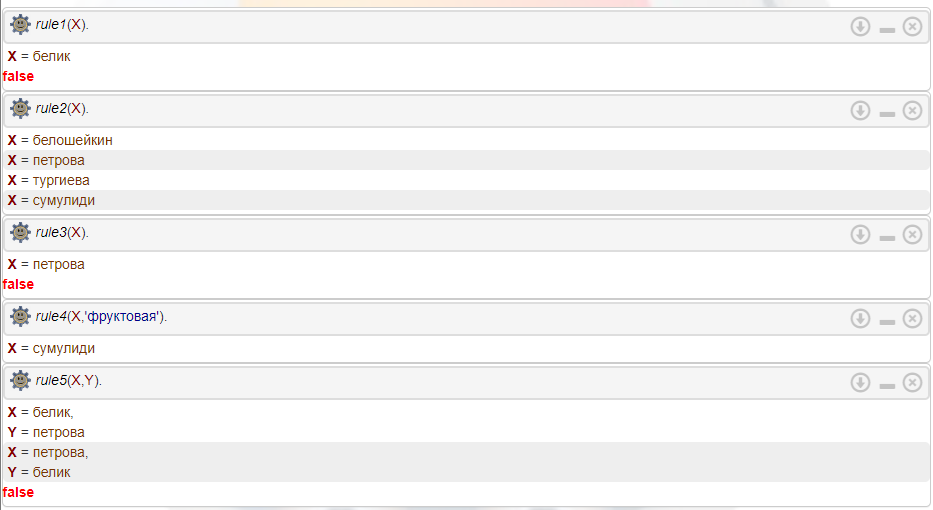 rule1(X).
X = белик
false
rule2(X).
X = белошейкин
X = петрова
X = тургиева
X = сумулиди
rule3(X).
X = петрова
false
rule4(X,'фруктовая').
X = сумулиди
rule5(X,Y).
X = белик,
Y = петрова
X = петрова,
Y = белик
false